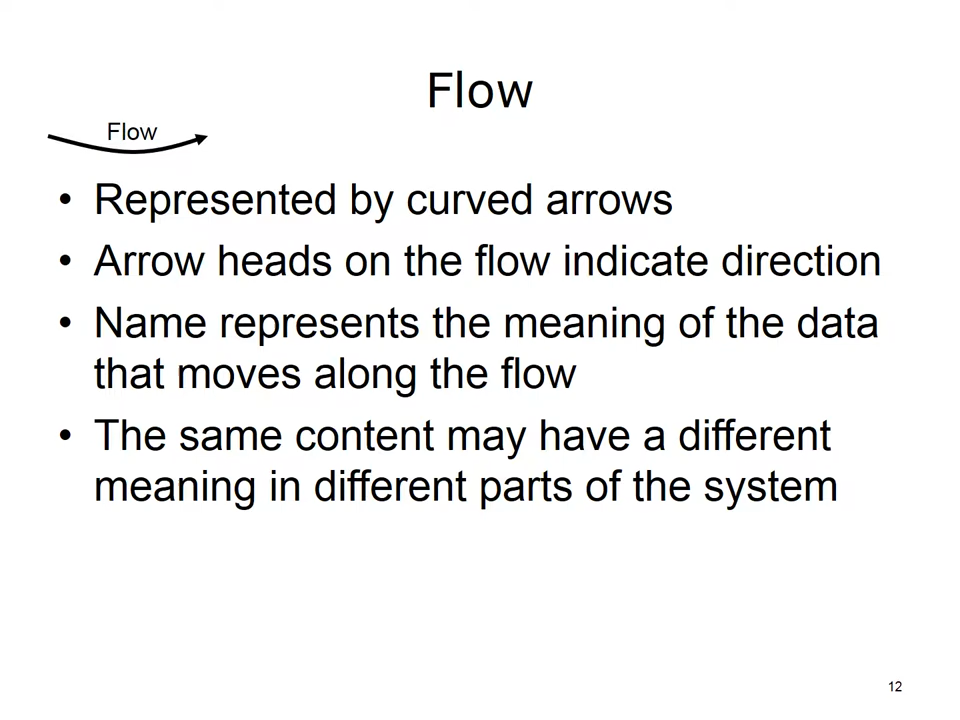 Flow
Flow
• Represented by curved arrows
• Arrow heads on the flow indicate direction
• Name represents the meaning of the data
that moves along the flow
• The same content may have a different
meaning in different parts of the system
12